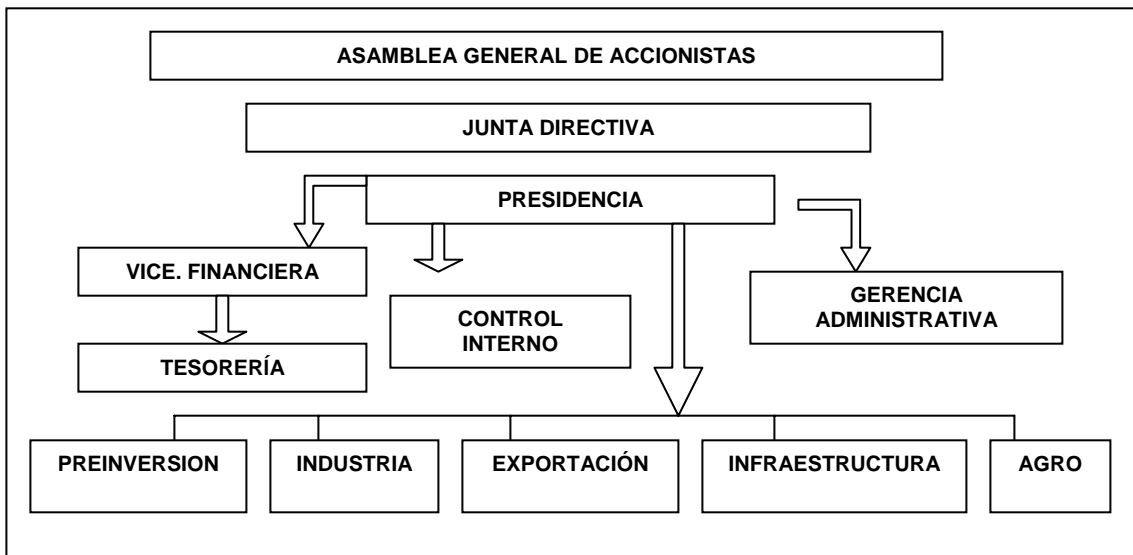 ASAMBLEA GENERAL DE ACCIONISTAS
JUNTA DIRECTIVA
PRESIDENCIA
VICE. FINANCIERA
GERENCIA
ADMINISTRATIVA
CONTROL
INTERNO
TESORERÍA
PREINVERSION
INDUSTRIA
EXPORTACIÓN
INFRAESTRUCTURA
AGRO